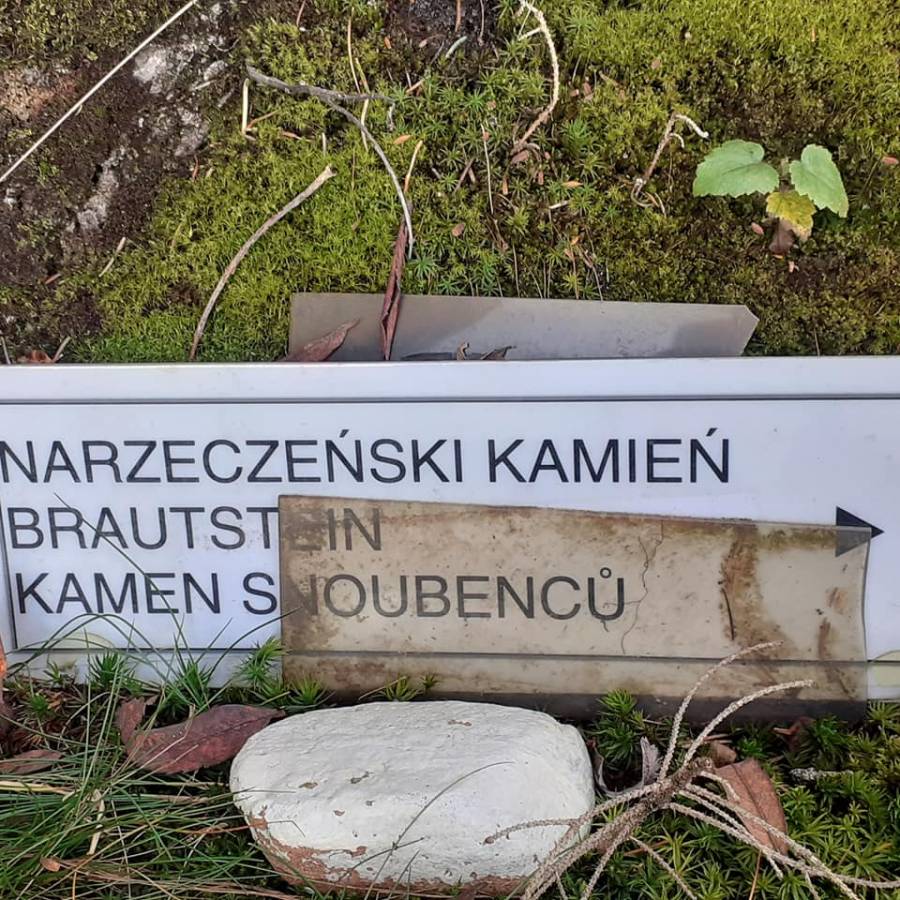 NARZECZEŃSKI KAMIEŃ
BRAUTSTEIN
KAMEN SNOUBENCŮ